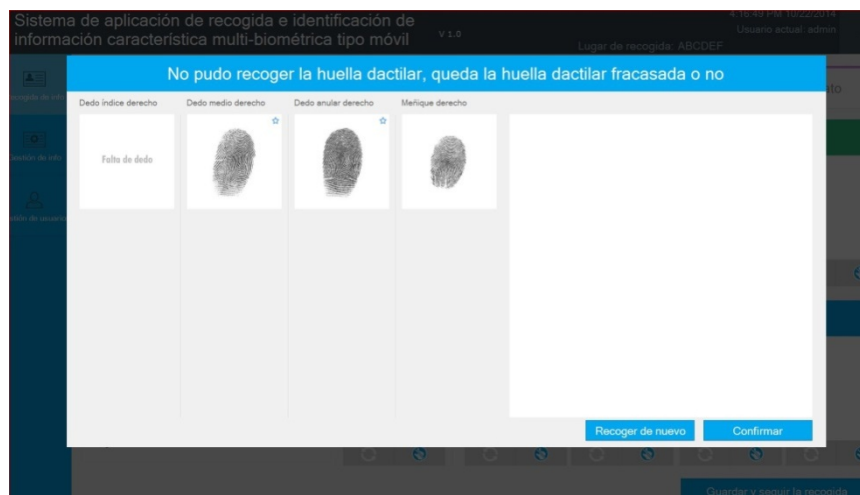 Sistema de aplicación de recogida e identificación de
información característica multi-biométrica tipo móvil
V 1.0
4:16:49 PM 10/22/2014
Usuario actual: admin
Lugar de recogida: ABCDEF
No pudo recoger la huella dactilar, queda la huella dactilar fracasada o no
Dedo índice derecho
Dedo medio derecho
Dedo anular derecho
Meñique derecho
Falta de dedo
Gestión de info
Recoger de nuevo
Confirmar
Guardar y seguir la recogida